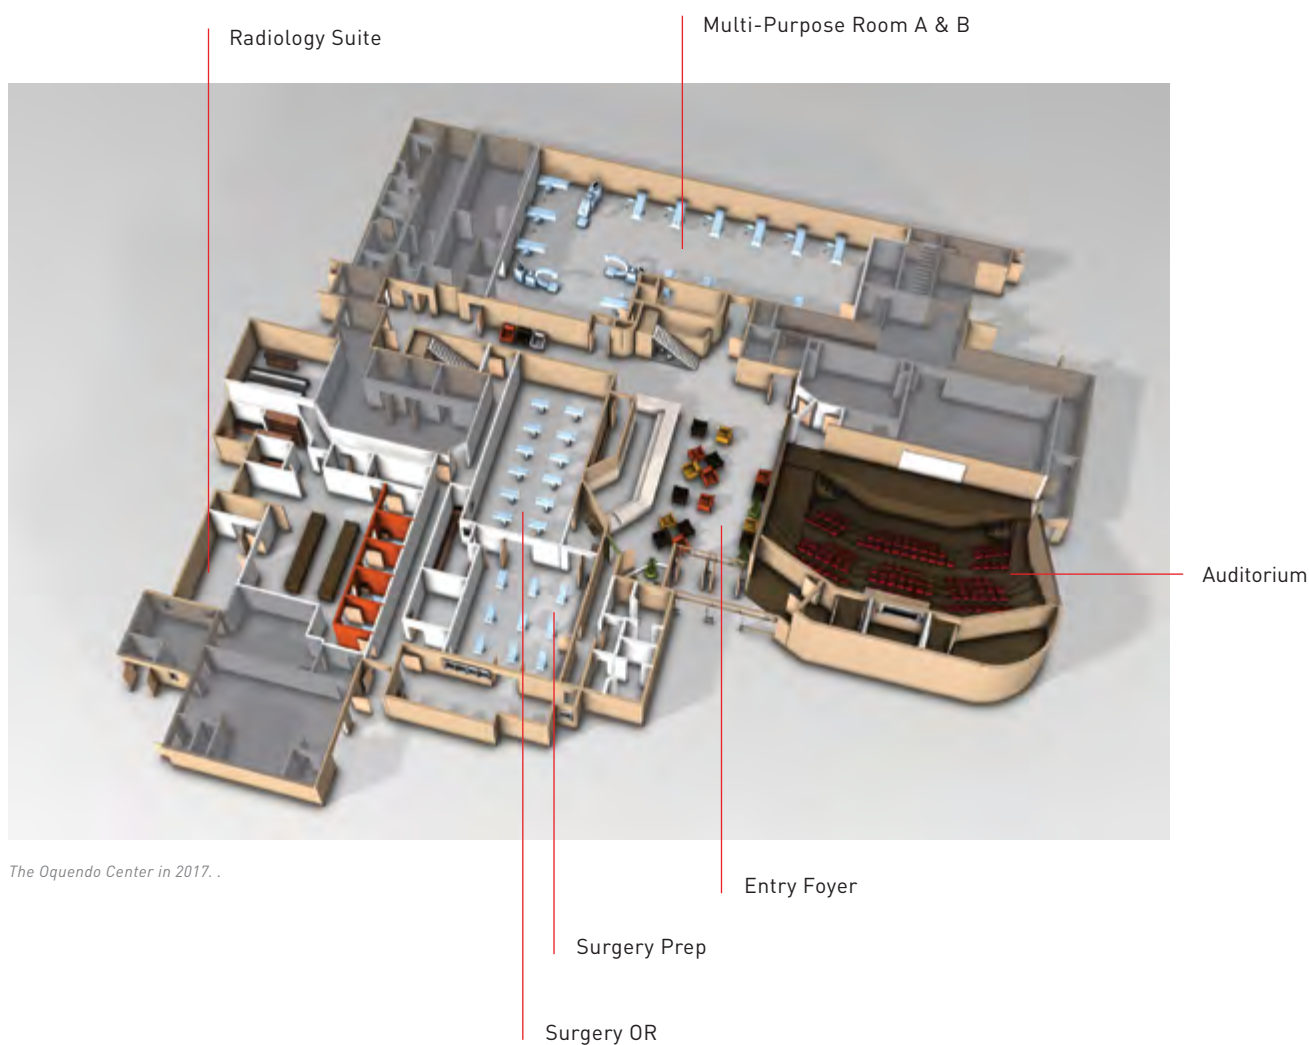 Radiology Suite
Multi-Purpose Room A & B
Auditorium
The Oquendo Center in 2017. .
Entry Foyer
Surgery Prep
Surgery OR